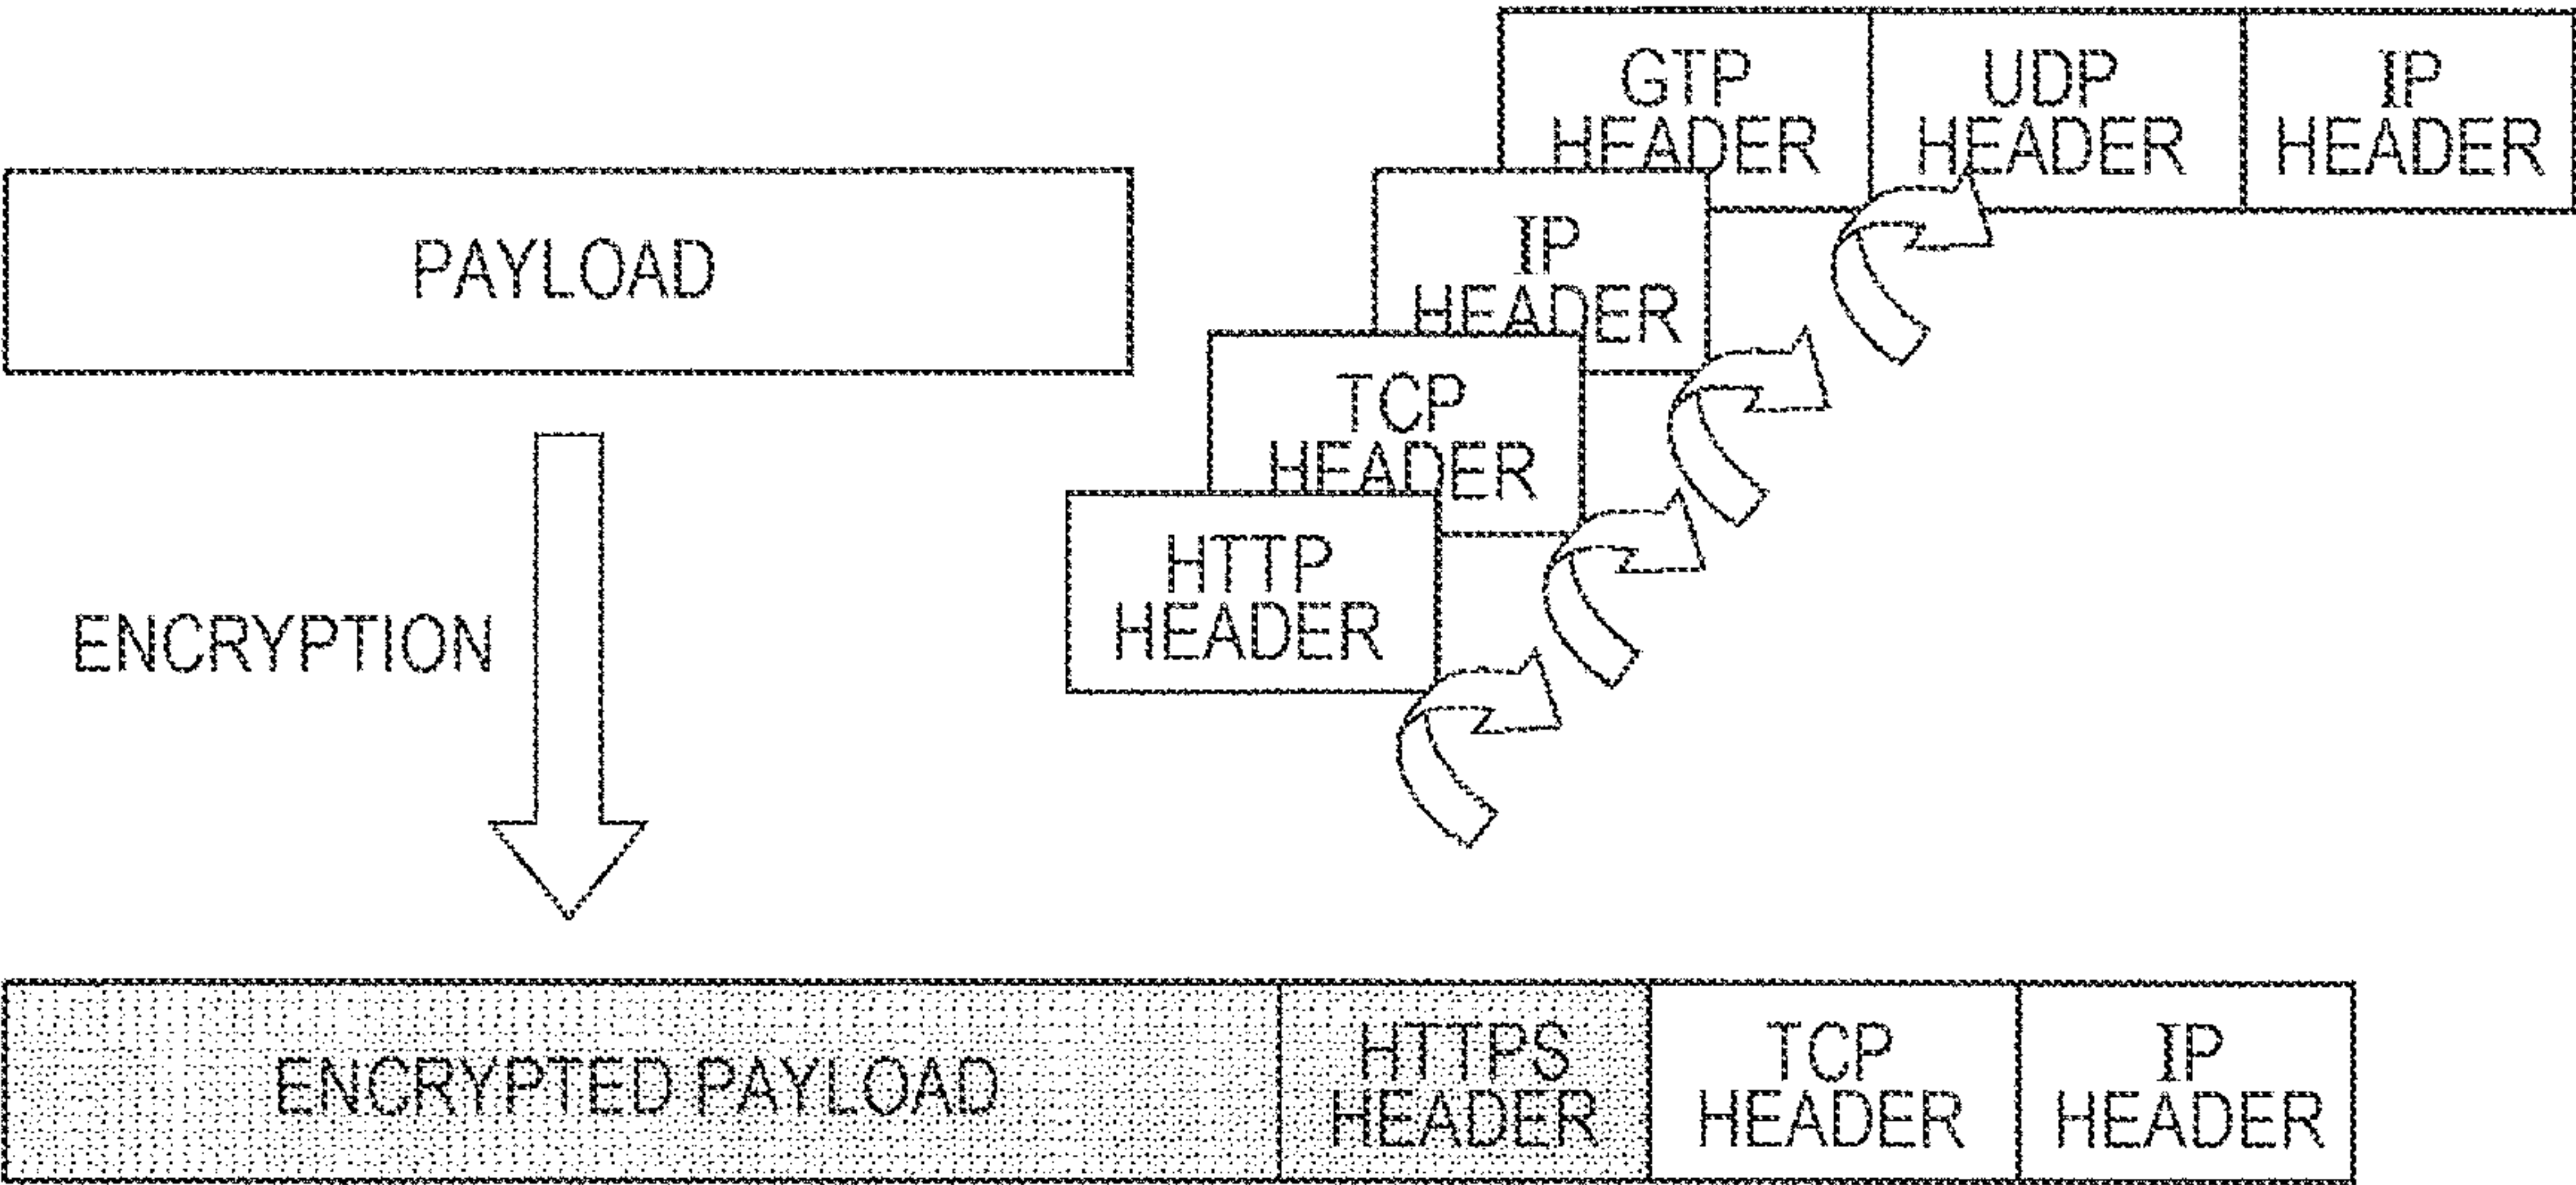 GTP
HEADER
UDP
HEADER
IP
HEADER
PAYLOAD
IP
HEADER
TCP
HEADER
HTTP
HEADER
ENCRYPTION
ENCRYPTED PAYLOAD
HTTPS
HEADER
TCP
HEADER
IP
HEADER